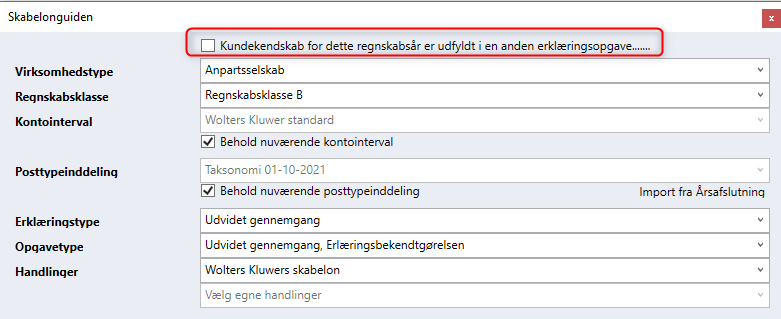 Skabelonguiden x
Kundekendskab for dette regnskabsår er udfyldt i en anden erklæringsopgave.......
Virksomhedstype Anpartsselskab
Regnskabsklasse Regnskabsklasse B
Kontointerval Wolters Kluwer standard
Behold nuværende kontointerval
Posttypeinddeling Taksonomi 01-10-2021
Behold nuværende posttypeinddeling Import fra Årsafslutning
Erklæringstype Udvidet gennemgang
Opgavetype Udvidet gennemgang, Erlæringsbekendtgørelsen
Handlinger Wolters Kluwers skabelon
Vælg egne handlinger